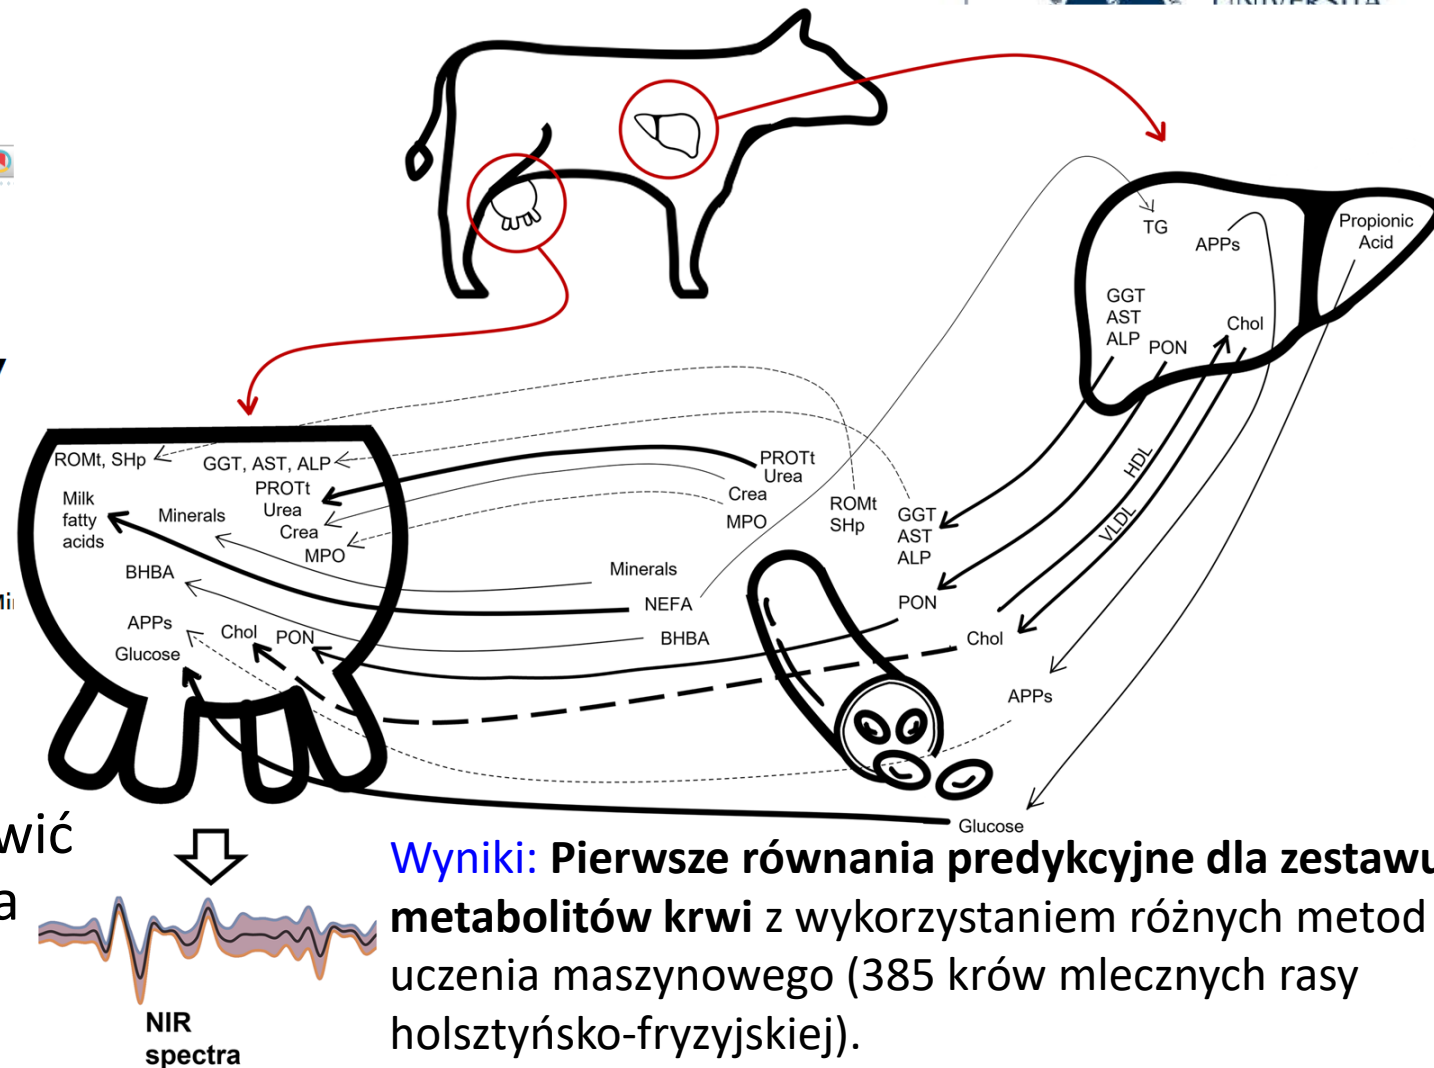 TG
APPs
Propionic
Acid
GGT
AST
ALP
PON
Chol
HDL
VLDL
ROMt, SHp
GGT, AST, ALP
PROTt
Urea
Crea
MPO
Milk
fatty
acids
Minerals
BHBA
APPs
Glucose
Chol
PON
PROTt
Urea
Crea
MPO
ROMt
SHp
GGT
AST
ALP
Minerals
NEFA
BHBA
PON
Chol
APPs
Glucose
wić
a
NIR
spectra
Wyniki: Pierwsze równania predykcyjne dla zestawu
metabolitów krwi z wykorzystaniem różnych metod
uczenia maszynowego (385 krów mlecznych rasy
holsztyńsko-fryzyjskiej).